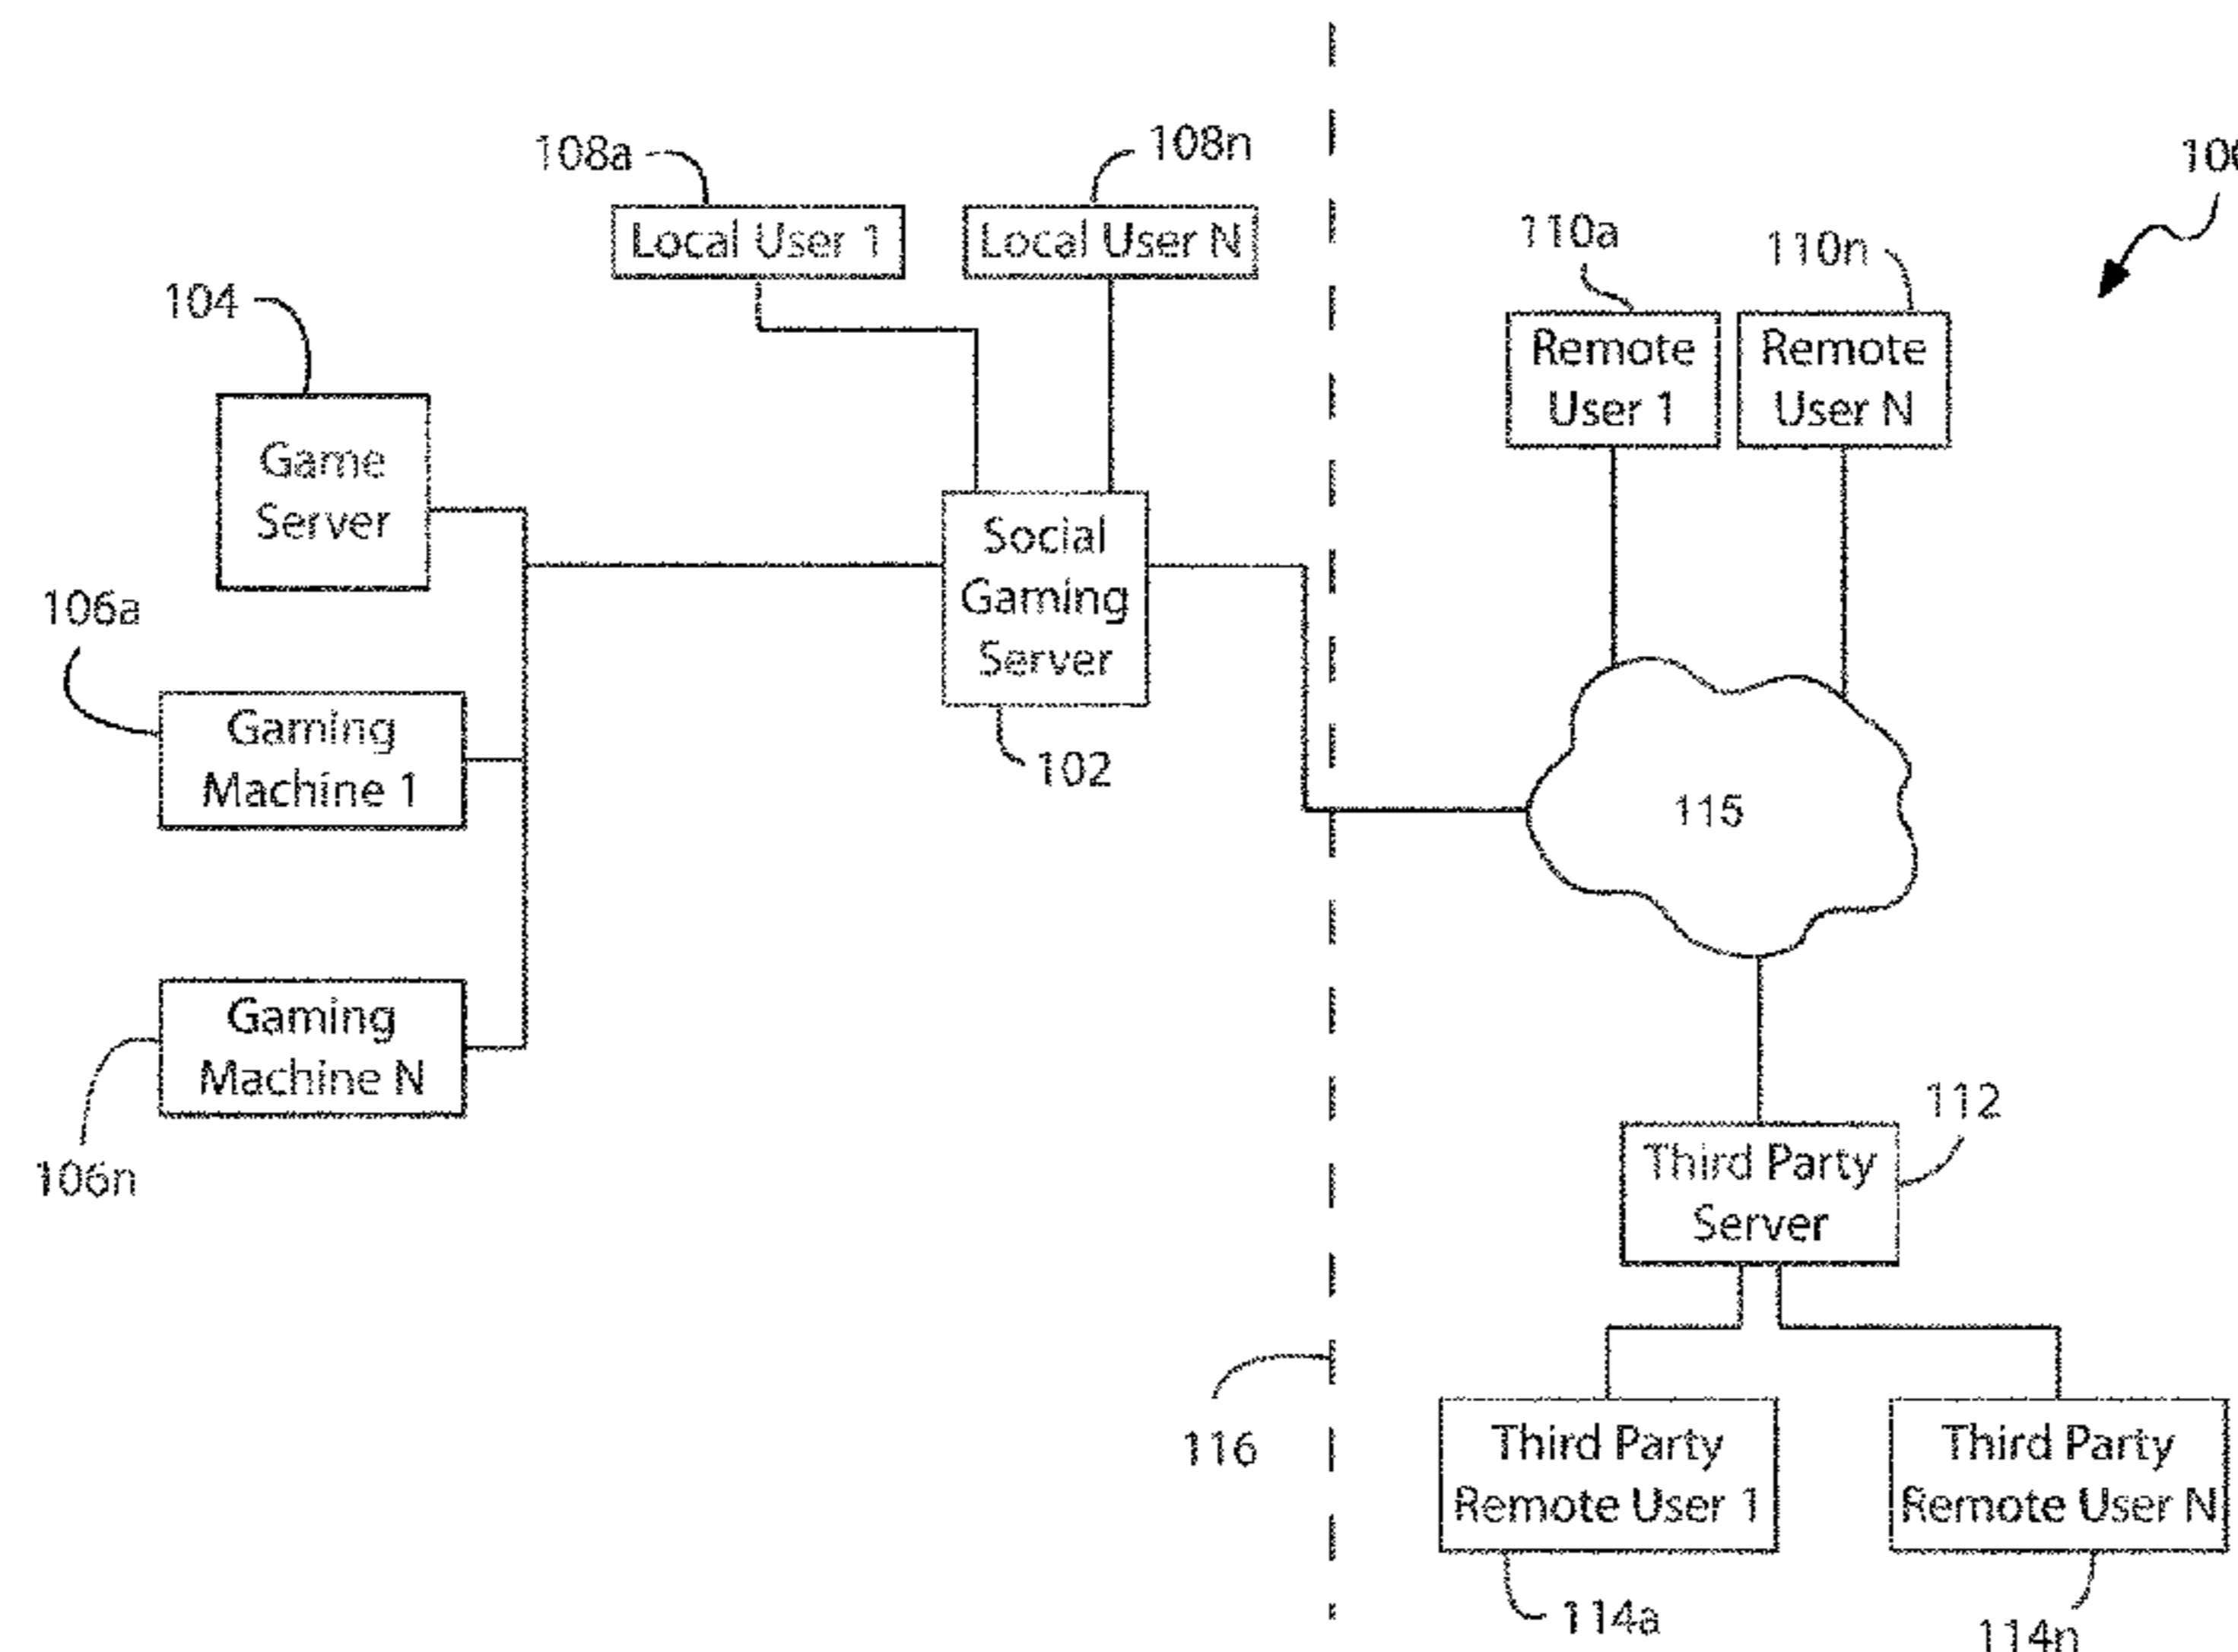 108a
108n
100
Local User 1
Local User N
110a
110n
104
Remote
User 1
Remote
User N
Game
Server
Social
Gaming
Server
106a
Gaming
Machine 1
102
115
Gaming
Machine N
106n
112
Third Party
Server
116
Third Party
Remote User 1
Third Party
Remote User N
114a
114n